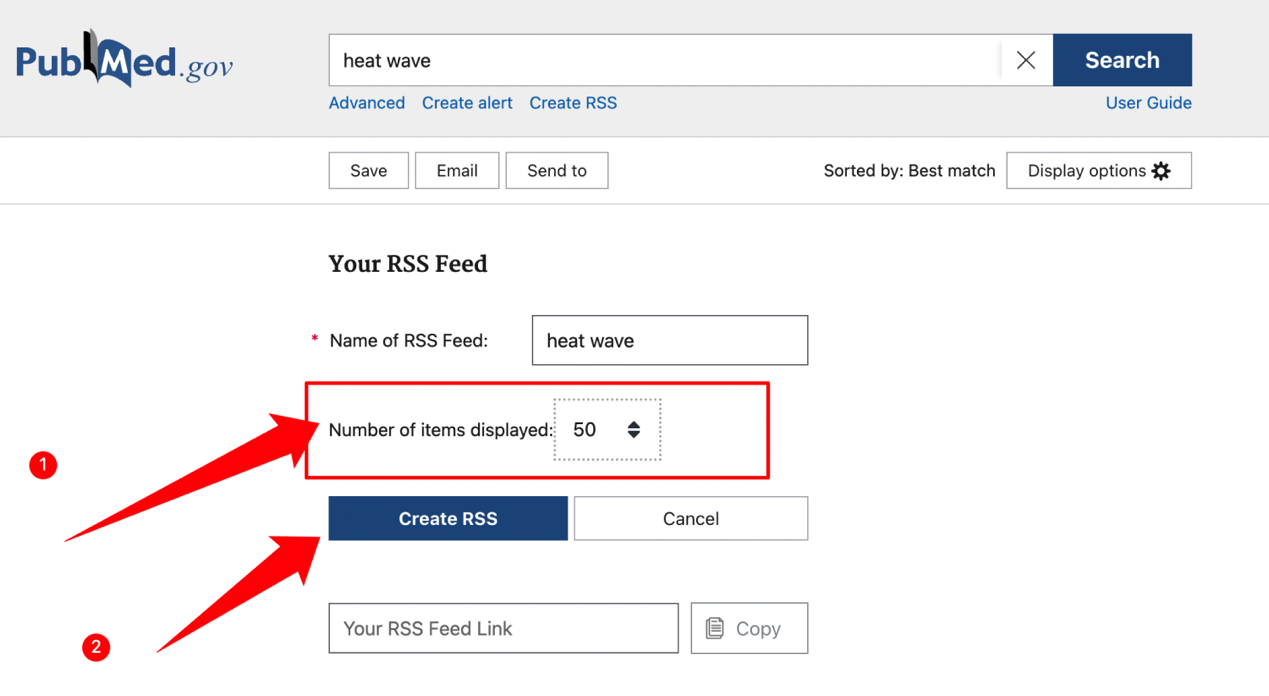 PubMed.gov
heat wave
Search
Advanced Create alert Create RSS User Guide
Save Email Send to Sorted by: Best match Display options
Your RSS Feed
* Name of RSS Feed: heat wave
Number of items displayed: 50
1
Create RSS Cancel
Your RSS Feed Link Copy
2